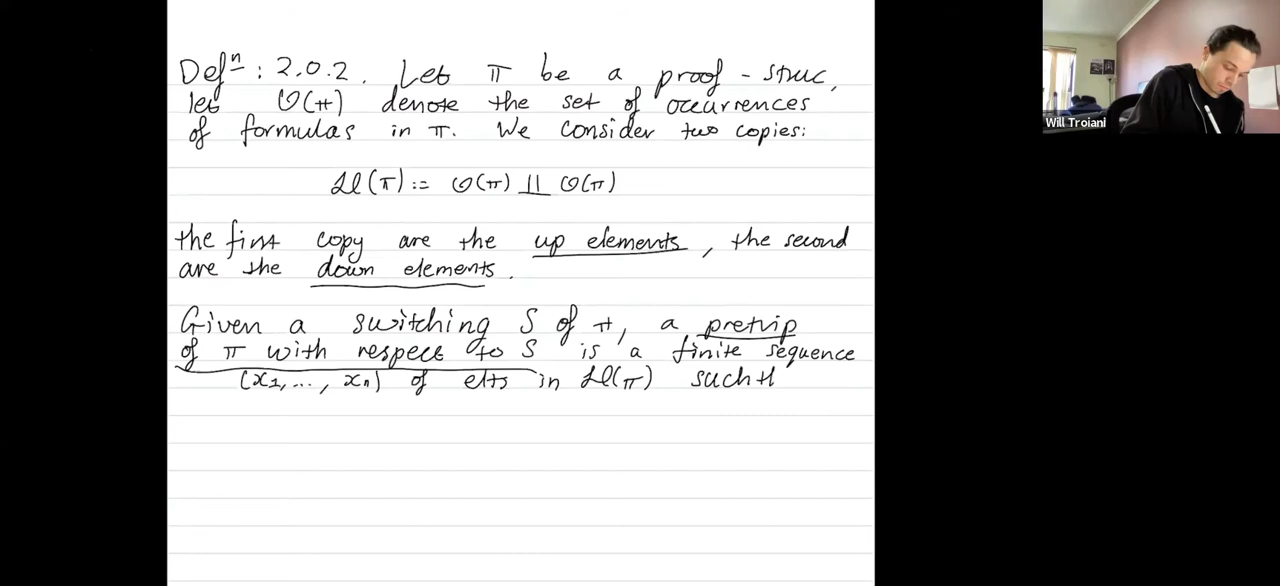 Defⁿ: 2.0.2. Let π be a proof-struc,
let O(π) denote the set of occurrences
of formulas in π. We consider two copies:
U(π) := O(π) ∐ O(π)
the first copy are the up elements, the second
are the down elements.
Given a switching S of π, a pretrip
of π with respect to S is a finite sequence
(x₁, ..., xₙ) of elts in U(π) such th
Will Troiani